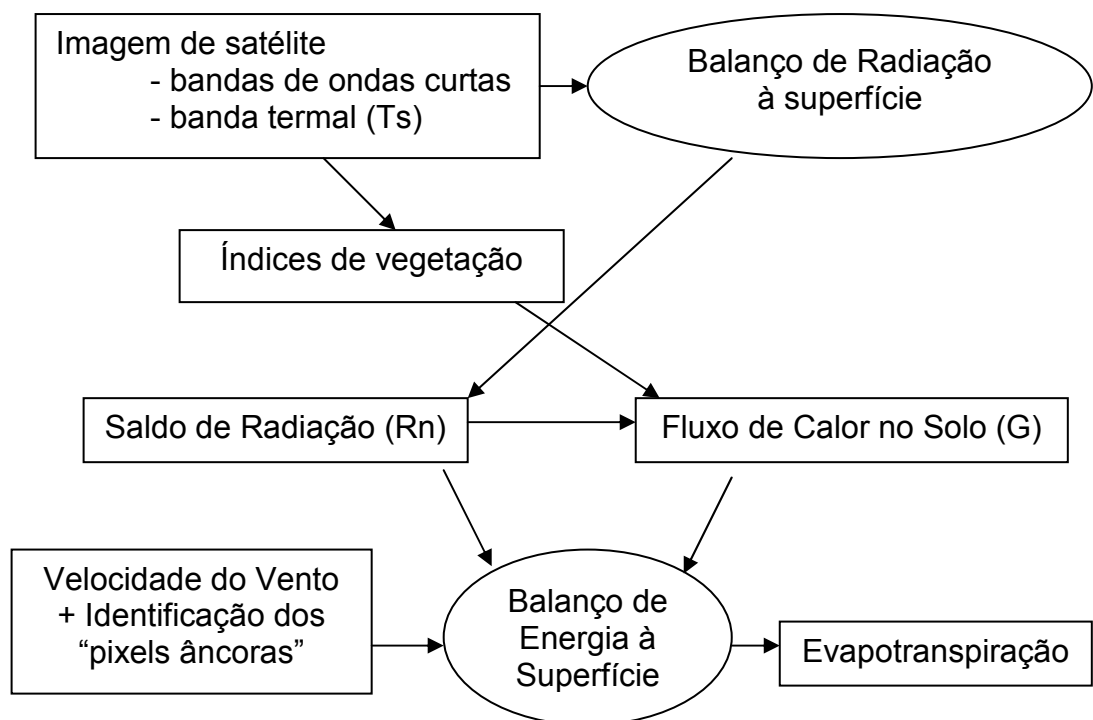 Imagem de satélite
- bandas de ondas curtas
- banda termal (Ts)
Balanço de Radiação
à superfície
Índices de vegetação
Saldo de Radiação (Rn)
Fluxo de Calor no Solo (G)
Velocidade do Vento
+ Identificação dos
“pixels âncoras”
Balanço de
Energia à
Superfície
Evapotranspiração